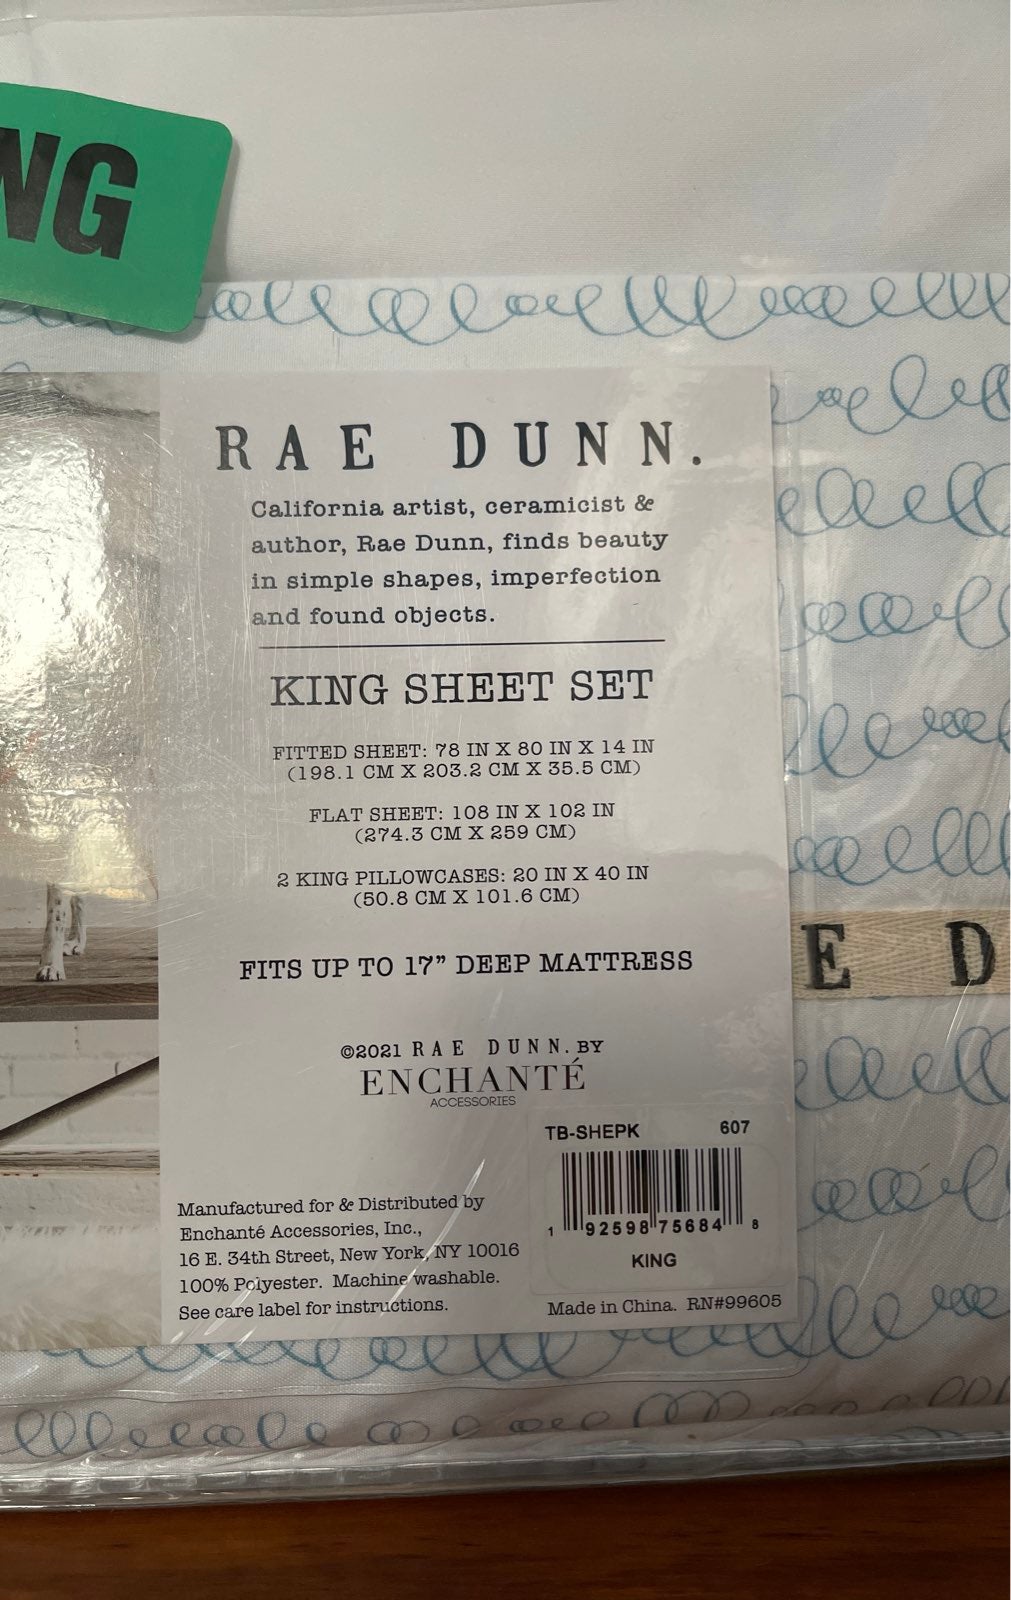 NG
RAE DUNN.
California artist, ceramicist &
author, Rae Dunn, finds beauty
in simple shapes, imperfection
and found objects.
KING SHEET SET
FITTED SHEET: 78 IN X 80 IN X 14 IN
(198.1 CM X 203.2 CM X 35.5 CM)
FLAT SHEET: 108 IN X 102 IN
(274.3 CM X 259 CM)
2 KING PILLOWCASES: 20 IN X 40 IN
(50.8 CM X 101.6 CM)
E D
FITS UP TO 17” DEEP MATTRESS
©2021 RAE DUNN. BY
ENCHANTÉ
ACCESSORIES
TB-SHEPK 607
1 92598 75684 8
KING
Manufactured for & Distributed by
Enchanté Accessories, Inc.,
16 E. 34th Street, New York, NY 10016
100% Polyester. Machine washable.
See care label for instructions.
Made in China. RN#99605